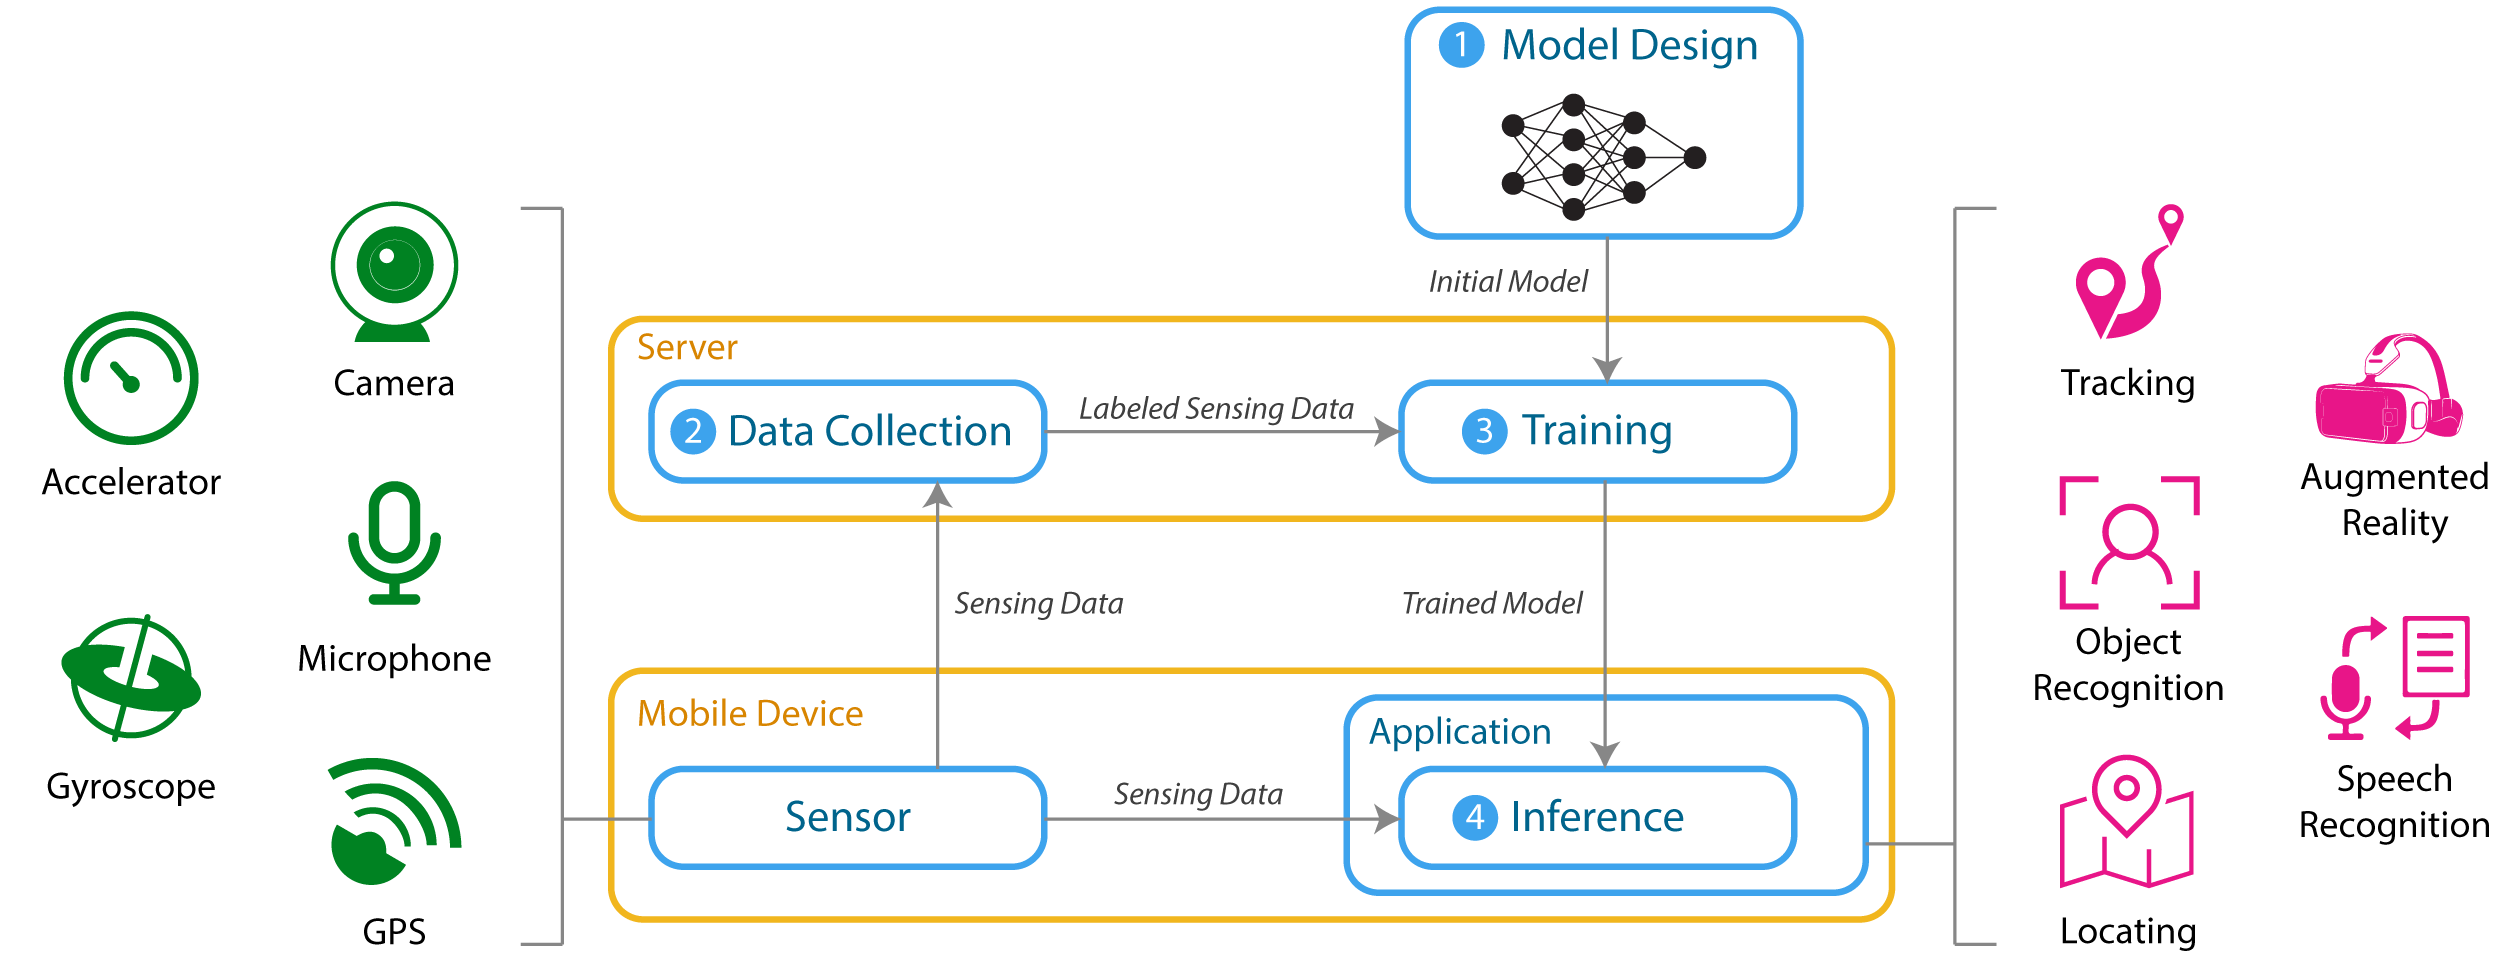 1 Model Design
Initial Model
Server
2 Data Collection
Labeled Sensing Data
3 Training
Sensing Data
Trained Model
Mobile Device
Sensor
Sensing Data
Application
4 Inference
Camera
Accelerator
Microphone
Gyroscope
GPS
Tracking
Augmented
Reality
Object
Recognition
Speech
Recognition
Locating